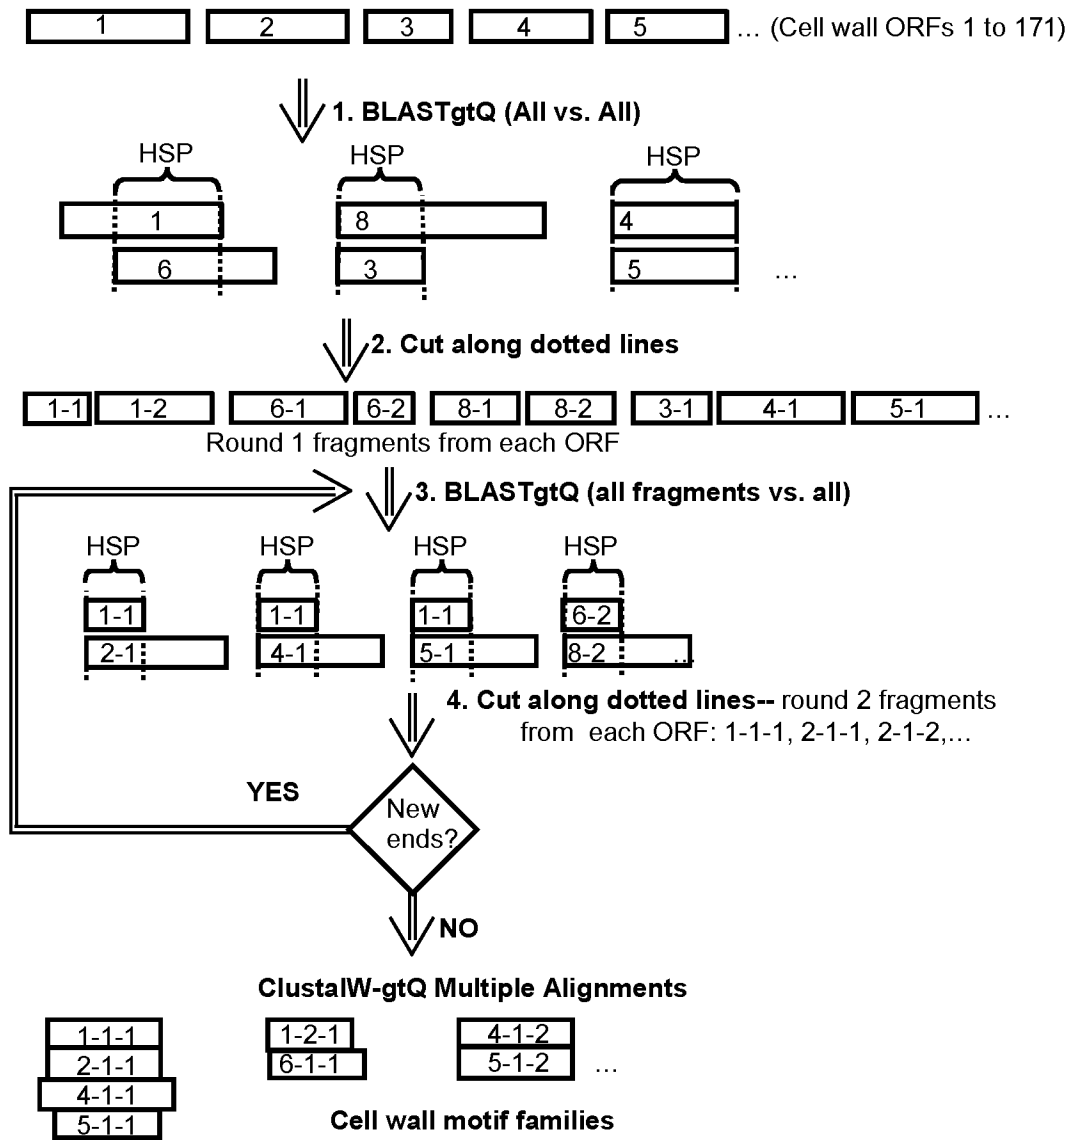 1 2 3 4 5 ... (Cell wall ORFs 1 to 171)
1. BLASTgtQ (All vs. All)
HSP HSP HSP
1 8 4
6 3 5 ...
2. Cut along dotted lines
1-1 1-2 6-1 6-2 8-1 8-2 3-1 4-1 5-1 ...
Round 1 fragments from each ORF
3. BLASTgtQ (all fragments vs. all)
HSP HSP HSP HSP
1-1 1-1 1-1 6-2
2-1 4-1 5-1 8-2 ...
4. Cut along dotted lines-- round 2 fragments
from each ORF: 1-1-1, 2-1-1, 2-1-2,...
YES
New
ends?
NO
ClustalW-gtQ Multiple Alignments
1-1-1 1-2-1 4-1-2
2-1-1 6-1-1 5-1-2 ...
4-1-1
5-1-1
Cell wall motif families